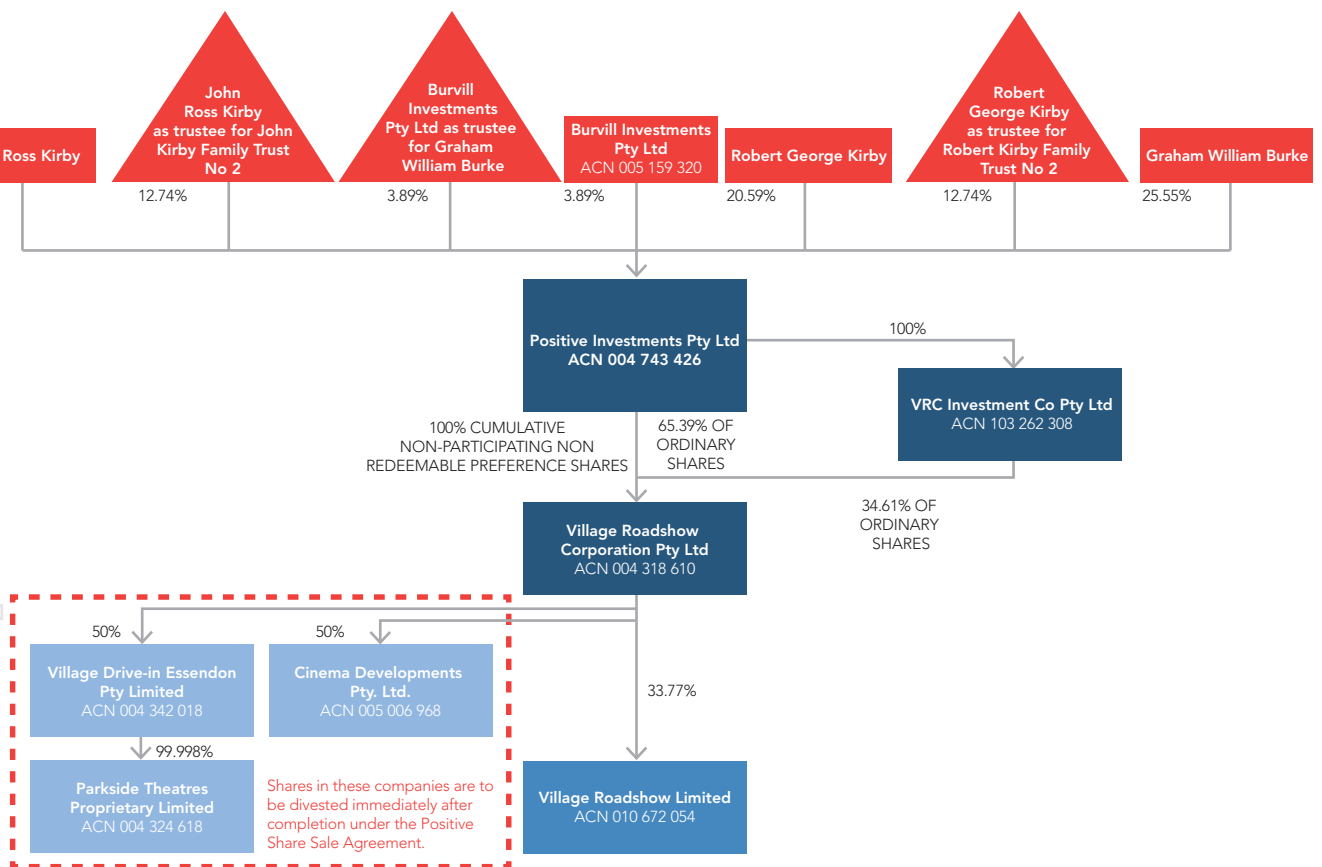 Ross Kirby
John
Ross Kirby
as trustee for John
Kirby Family Trust
No 2
Burvill
Investments
Pty Ltd as trustee
for Graham
William Burke
Burvill Investments
Pty Ltd
ACN 005 159 320
Robert George Kirby
Robert
George Kirby
as trustee for
Robert Kirby Family
Trust No 2
Graham William Burke
12.74%
3.89%
3.89%
20.59%
12.74%
25.55%
Positive Investments Pty Ltd
ACN 004 743 426
100%
VRC Investment Co Pty Ltd
ACN 103 262 308
100% CUMULATIVE
NON-PARTICIPATING NON
REDEEMABLE PREFERENCE SHARES
65.39% OF
ORDINARY
SHARES
34.61% OF
ORDINARY
SHARES
Village Roadshow
Corporation Pty Ltd
ACN 004 318 610
50%
50%
Village Drive-in Essendon
Pty Limited
ACN 004 342 018
Cinema Developments
Pty. Ltd.
ACN 005 006 968
33.77%
99.998%
Parkside Theatres
Proprietary Limited
ACN 004 324 618
Shares in these companies are to
be divested immediately after
completion under the Positive
Share Sale Agreement.
Village Roadshow Limited
ACN 010 672 054